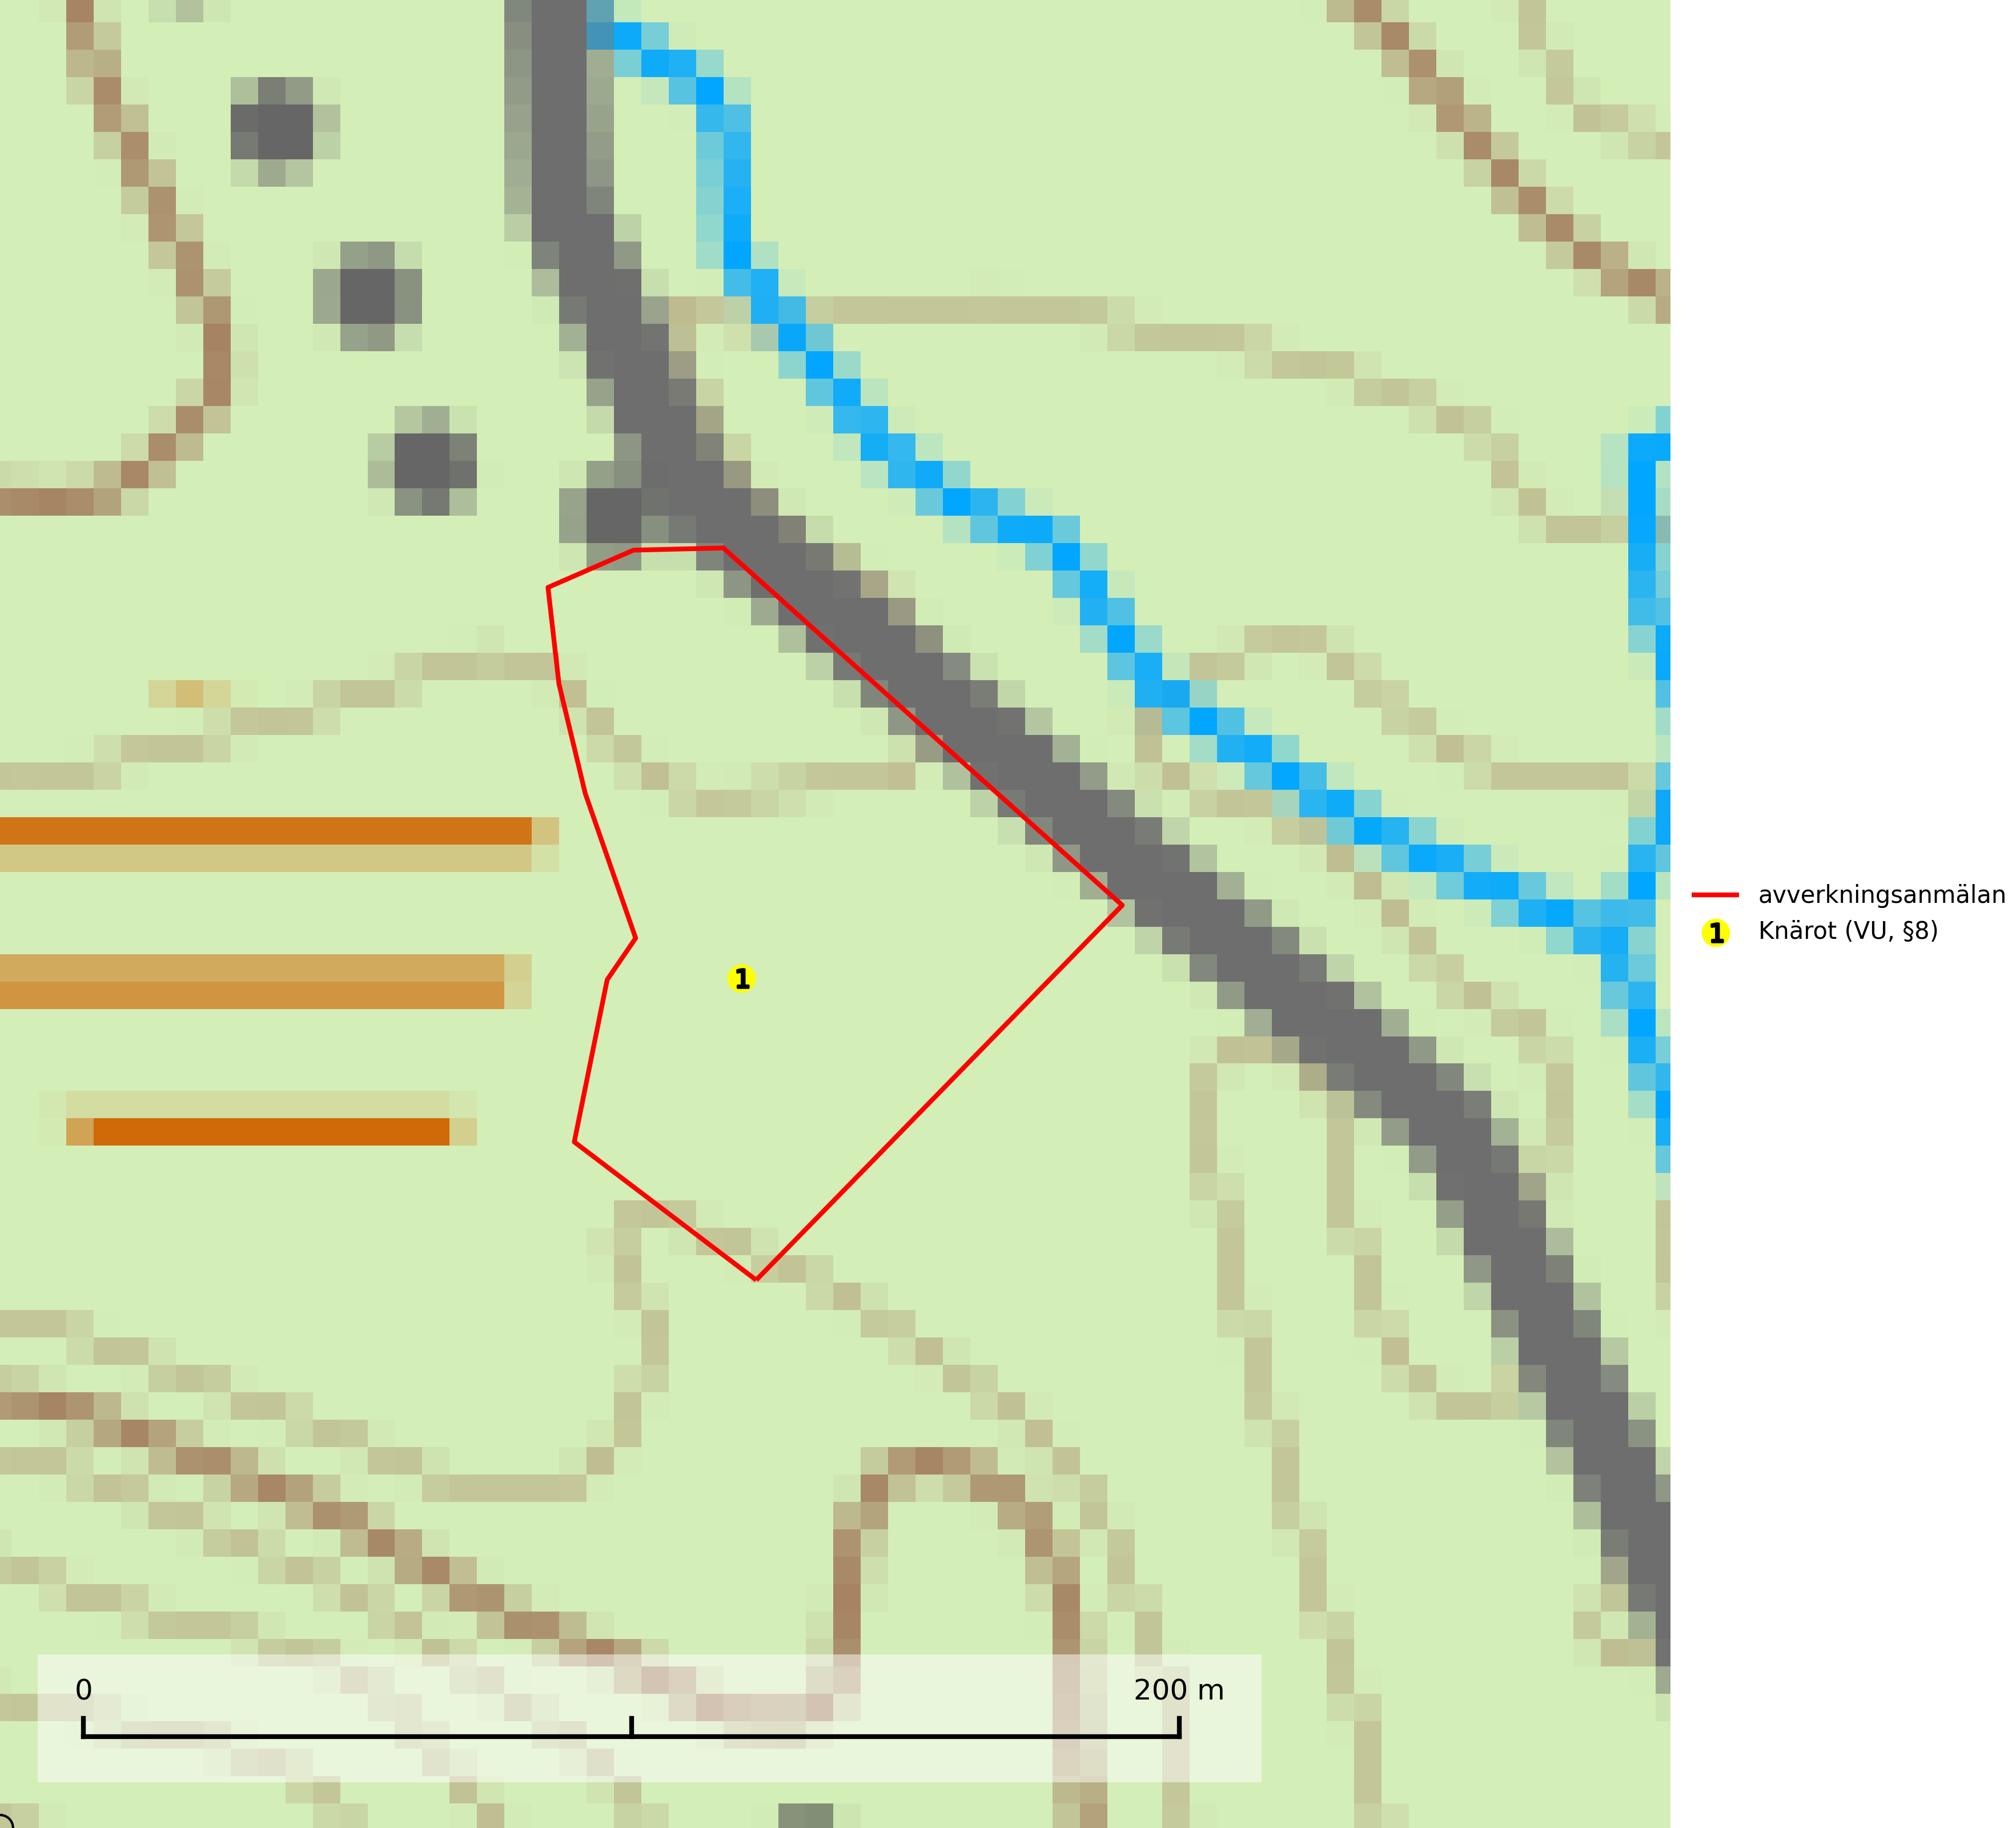 avverkningsanmälan
1 Knärot (VU, §8)
1
0 200 m